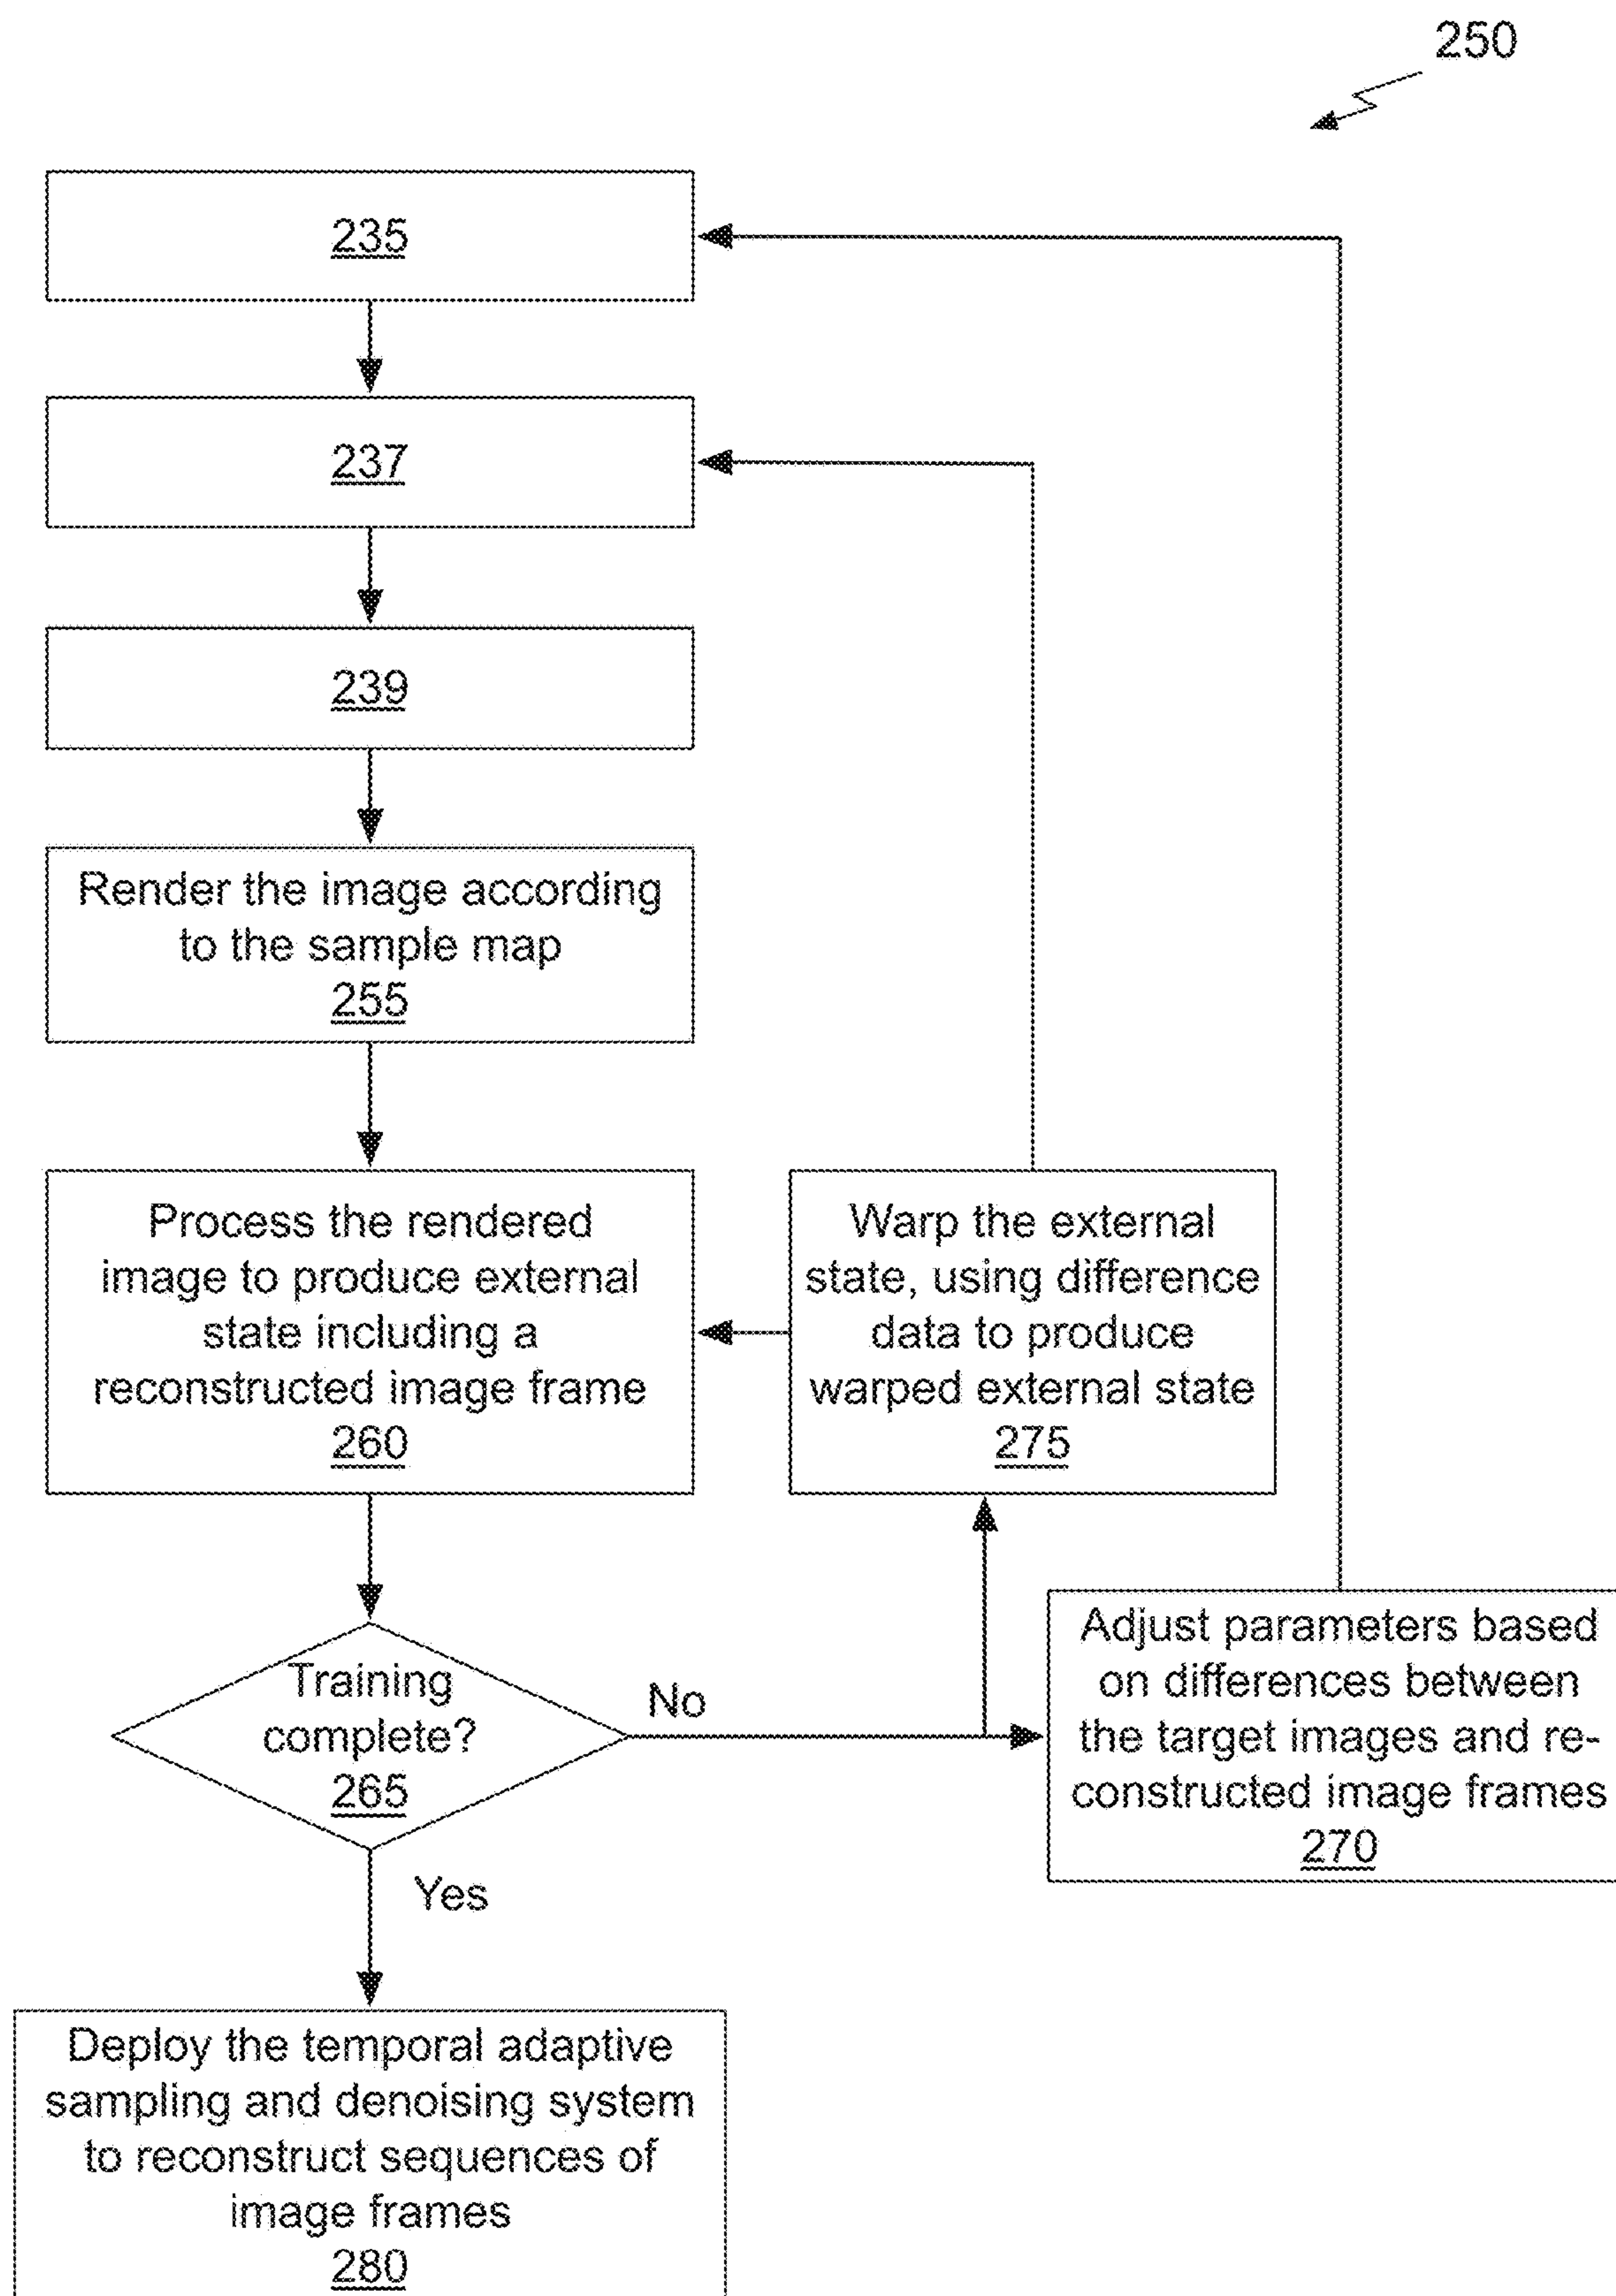 250
235
237
239
Render the image according
to the sample map
255
Process the rendered
image to produce external
state including a
reconstructed image frame
260
Warp the external
state, using difference
data to produce
warped external state
275
Training
complete?
265
No
Yes
Adjust parameters based
on differences between
the target images and re-
constructed image frames
270
Deploy the temporal adaptive
sampling and denoising system
to reconstruct sequences of
image frames
280